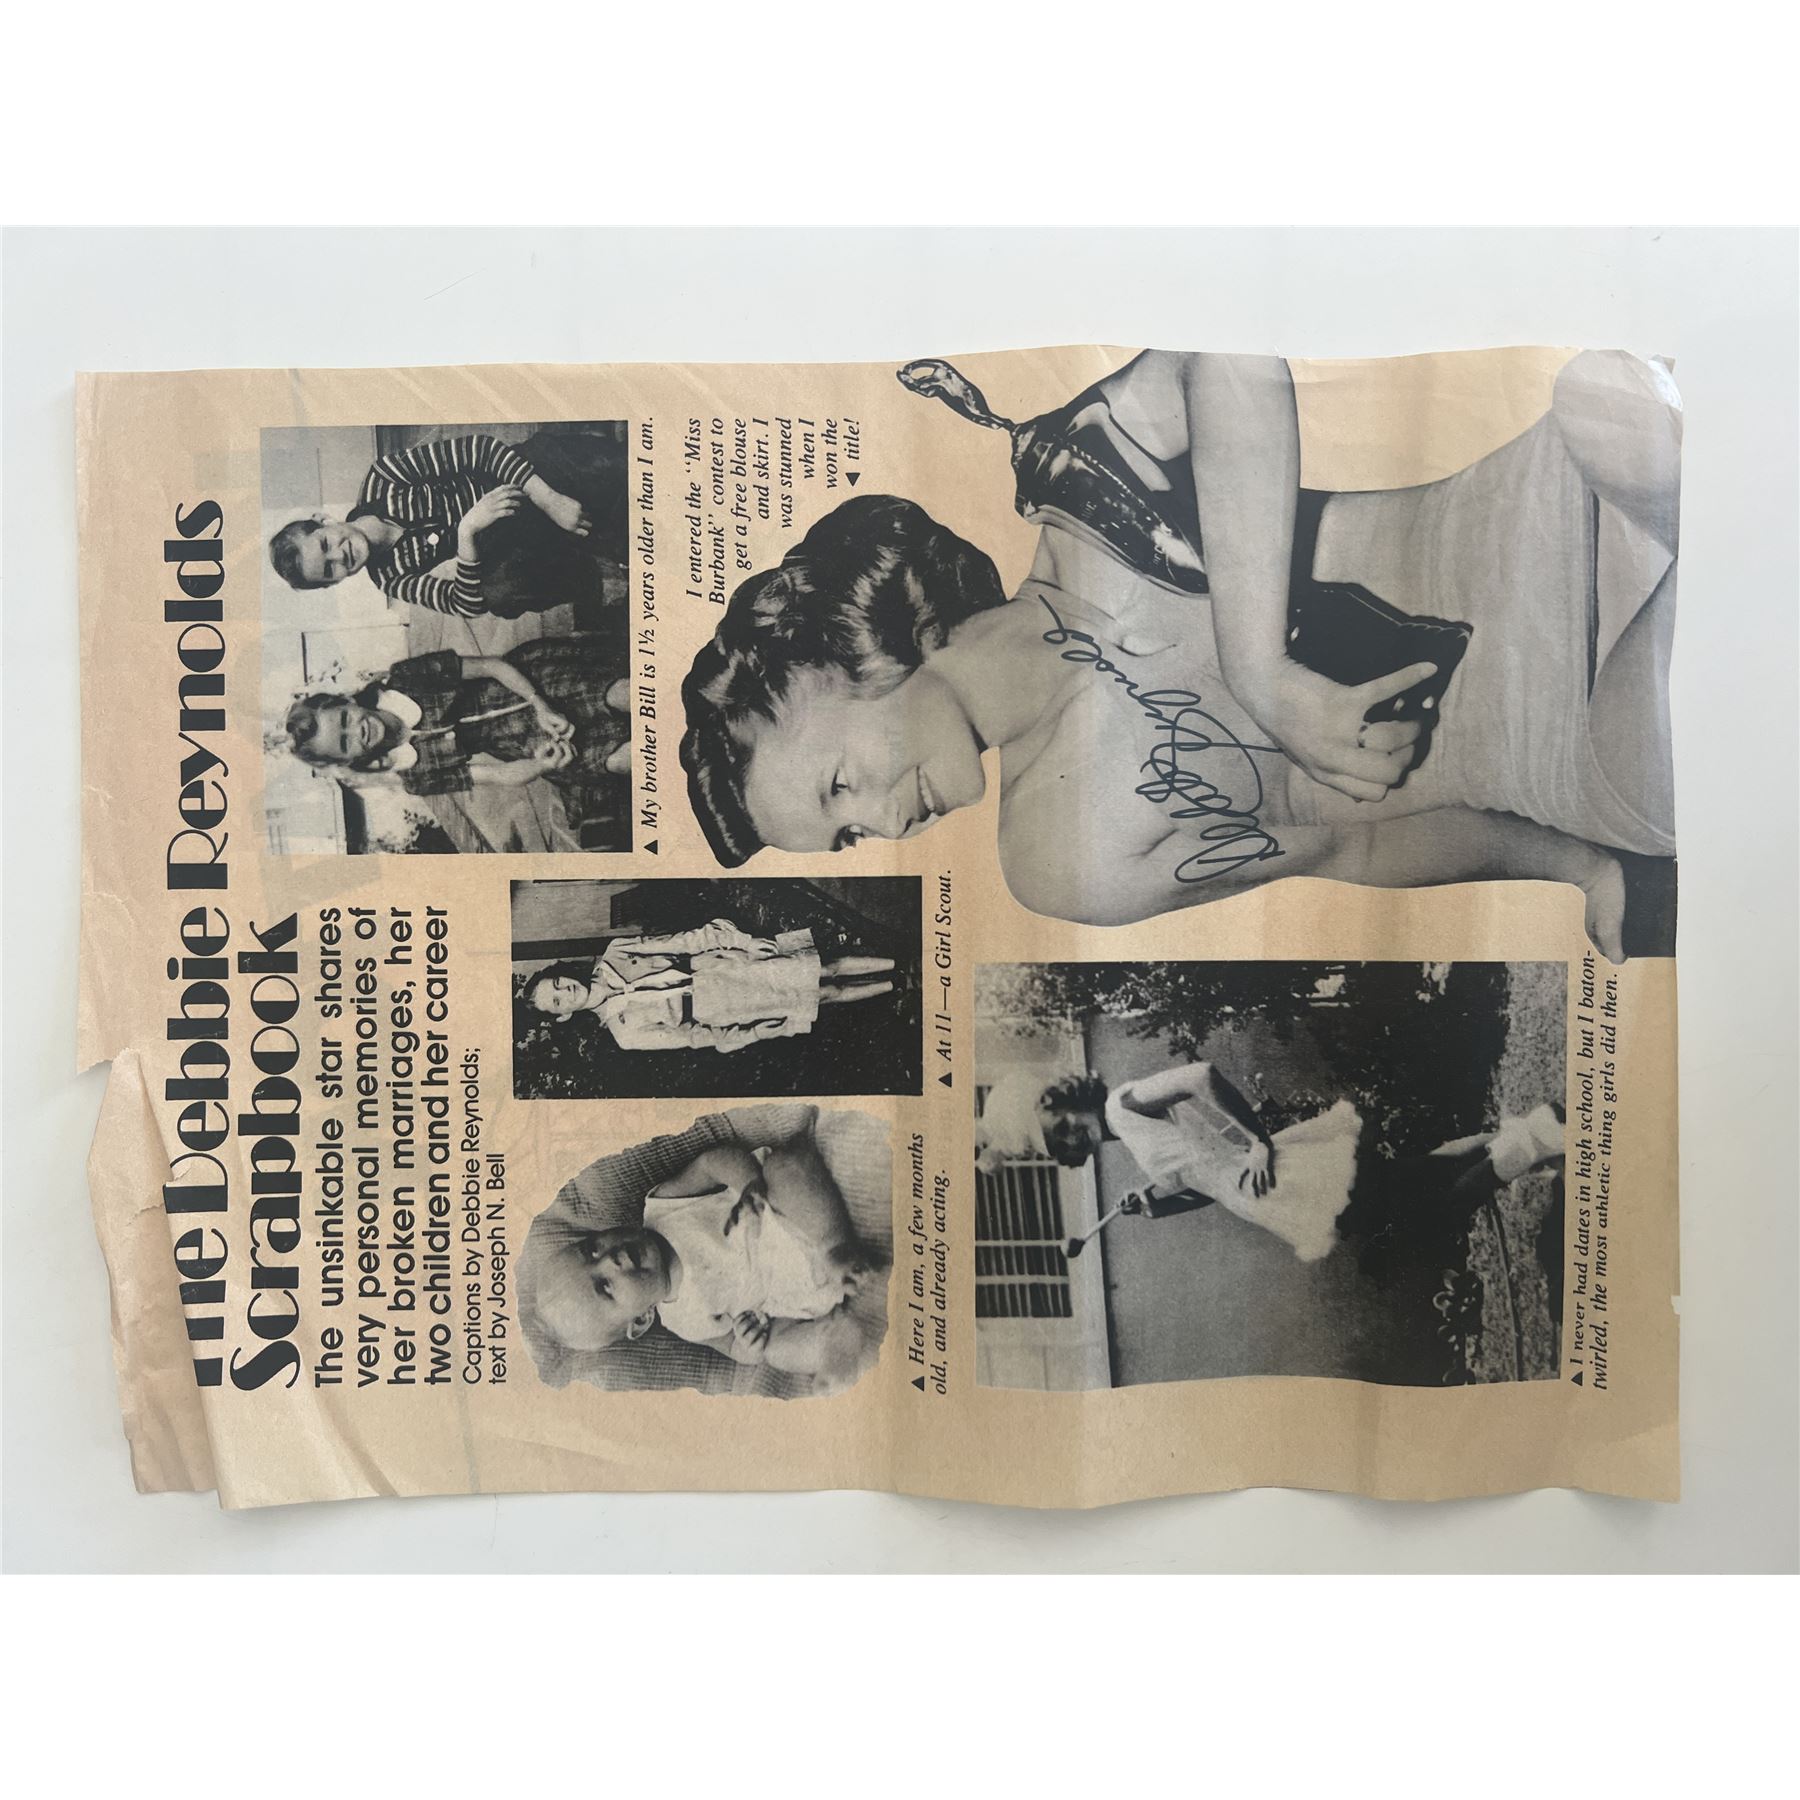 The Debbie Reynolds
Scrapbook
The unsinkable star shares
very personal memories of
her broken marriages, her
two children and her career
Captions by Debbie Reynolds;
text by Joseph N. Bell
▲ My brother Bill is 1½ years older than I am.
▲ Here I am, a few months
old, and already acting.
▲ At 11—a Girl Scout.
I entered the "Miss
Burbank" contest to
get a free blouse
and skirt. I
was stunned
when I
won the
◀ title!
Debbie Reynolds
▲ I never had dates in high school, but I baton-
twirled, the most athletic thing girls did then.